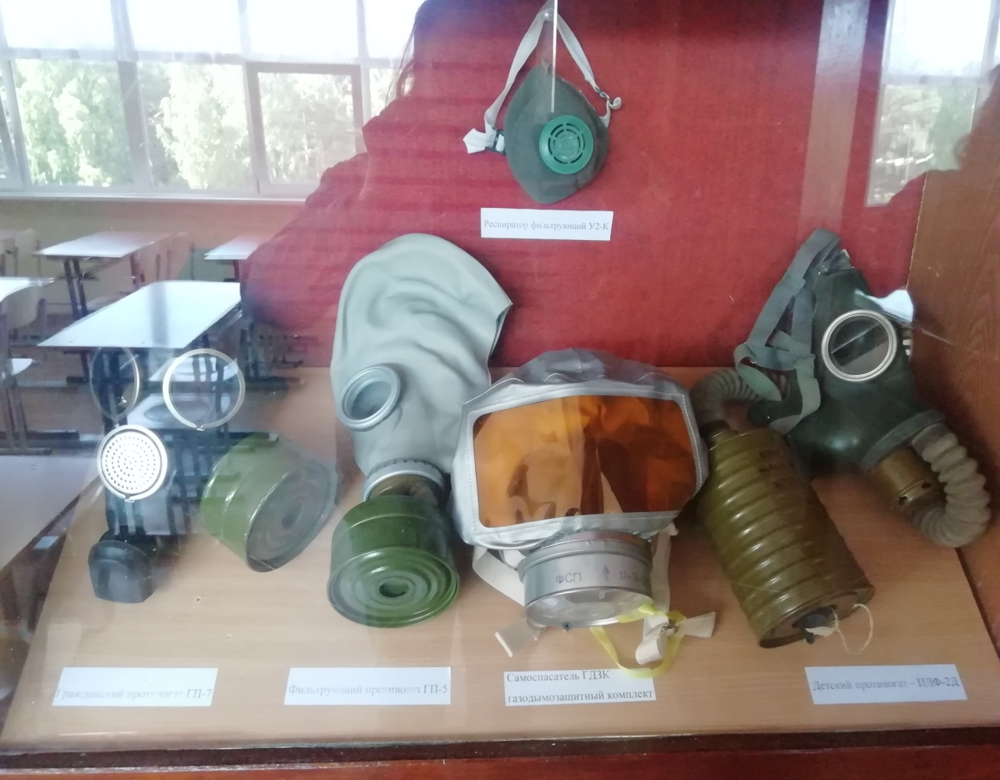 Респиратор фильтрующий У2-К
ФСП
Гражданский противогаз ГП-7
Фильтрующий противогаз ГП-5
Самоспасатель ГДЗК
газодымозащитный комплект
Детский противогаз – ПДФ-2Д